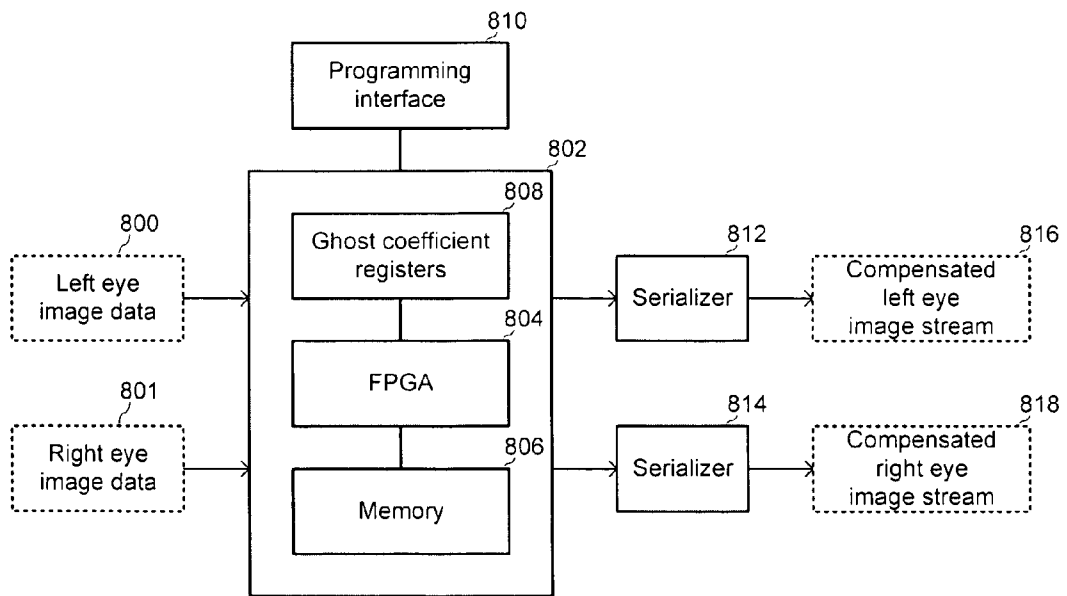 810
Programming
interface
802
808
Ghost coefficient
registers
800
Left eye
image data
812
Serializer
816
Compensated
left eye
image stream
804
FPGA
801
Right eye
image data
814
Serializer
818
Compensated
right eye
image stream
806
Memory